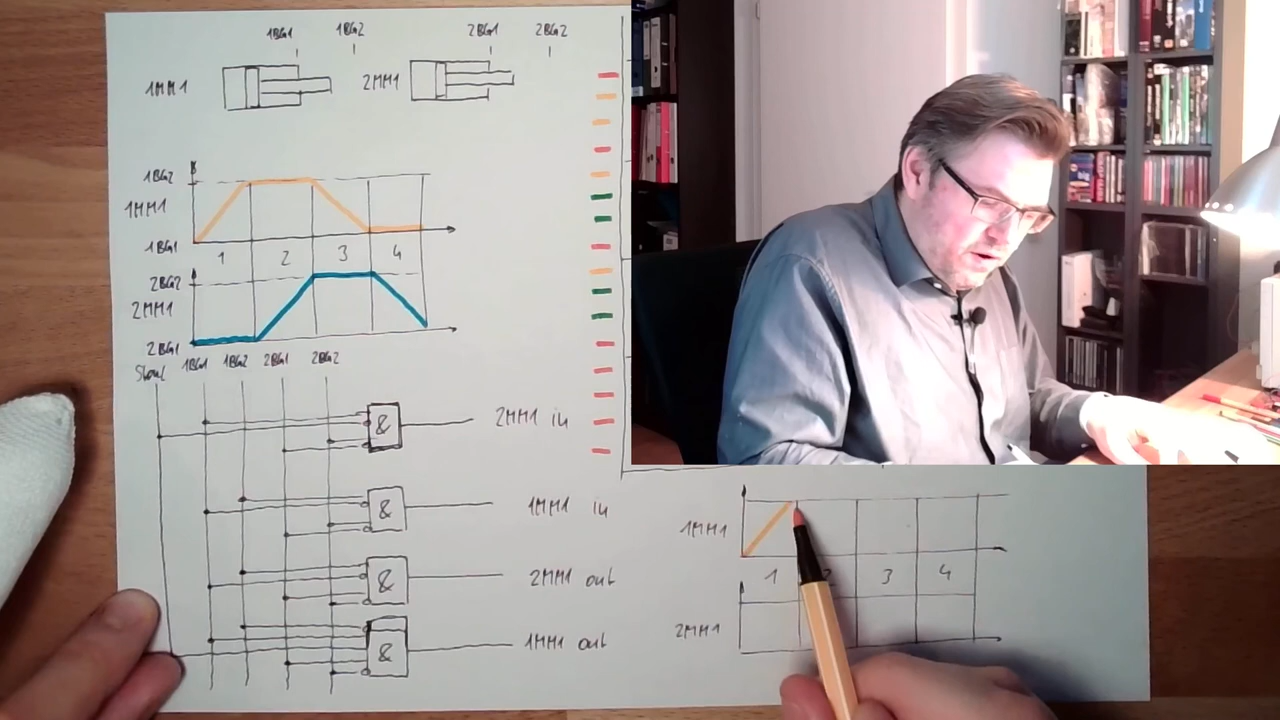 1BG1 1BG2 2BG1 2BG2
1MM1 2MM1
1BG2
1MM1
1BG1
1 2 3 4
2BG2
2MM1
2BG1
Start 1BG1 1BG2 2BG1 2BG2
& 2MM1 in
& 1MM1 in
& 2MM1 out
& 1MM1 out
1MM1
1 2 3 4
2MM1